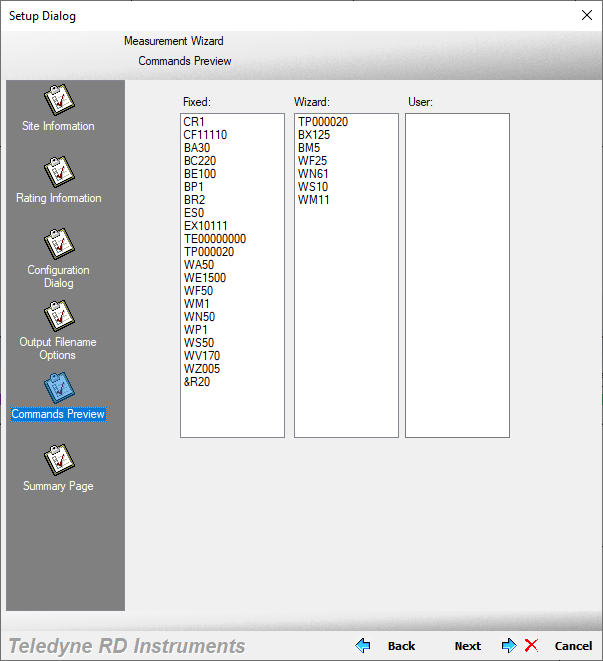 Setup Dialog
Measurement Wizard
Commands Preview
Site Information
Rating Information
Configuration
Dialog
Output Filename
Options
Commands Preview
Summary Page
Fixed:
CR1
CF11110
BA30
BC220
BE100
BP1
BR2
ES0
EX10111
TE00000000
TP000020
WA50
WE1500
WF50
WM1
WN50
WP1
WS50
WV170
WZ005
&R20
Wizard:
TP000020
BX125
BM5
WF25
WN61
WS10
WM11
User:
Teledyne RD Instruments
Back
Next
Cancel